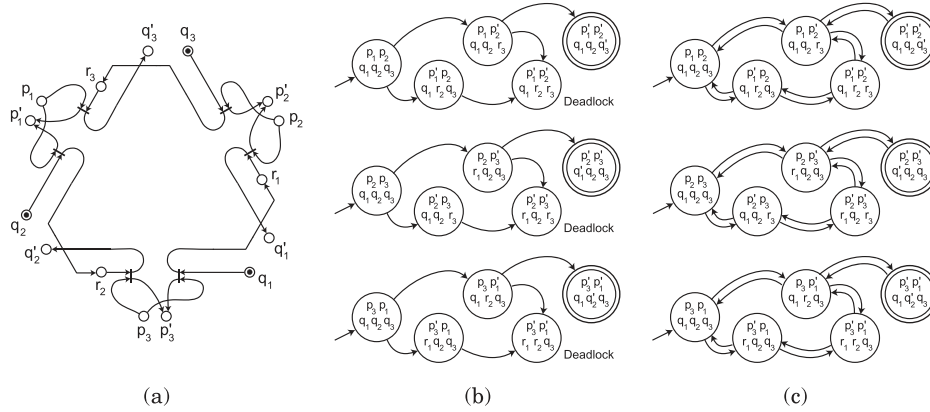 q'₃ q₃
r₃
p₁ p'₂
p'₁ p₂
r₁
q₂
q'₂ q'₁
r₂ q₁
p₃ p'₃
(a)
p₁ p₂
q₁ q₂ q₃
p₁ p'₂
q₁ q₂ r₃
p'₁ p'₂
q₁ q₂ q'₃
p'₁ p₂
q₁ r₂ q₃
p'₁ p'₂
q₁ r₂ r₃
Deadlock
p₂ p₃
q₁ q₂ q₃
p₂ p'₃
r₁ q₂ q₃
p'₂ p'₃
q'₁ q₂ q₃
p'₂ p₃
q₁ q₂ r₃
p'₂ p'₃
r₁ q₂ r₃
Deadlock
p₃ p₁
q₁ q₂ q₃
p₃ p'₁
q₁ r₂ q₃
p'₃ p'₁
q₁ q'₂ q₃
p'₃ p₁
r₁ q₂ q₃
p'₃ p'₁
r₁ r₂ q₃
Deadlock
(b)
p₁ p₂
q₁ q₂ q₃
p₁ p'₂
q₁ q₂ r₃
p'₁ p'₂
q₁ q₂ q'₃
p'₁ p₂
q₁ r₂ q₃
p'₁ p'₂
q₁ r₂ r₃
p₂ p₃
q₁ q₂ q₃
p₂ p'₃
r₁ q₂ q₃
p'₂ p'₃
q'₁ q₂ q₃
p'₂ p₃
q₁ q₂ r₃
p'₂ p'₃
r₁ q₂ r₃
p₃ p₁
q₁ q₂ q₃
p₃ p'₁
q₁ r₂ q₃
p'₃ p'₁
q₁ q'₂ q₃
p'₃ p₁
r₁ q₂ q₃
p'₃ p'₁
r₁ r₂ q₃
(c)